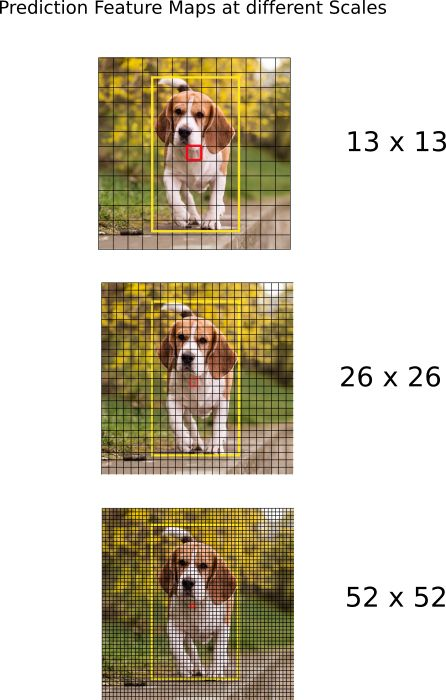 Prediction Feature Maps at different Scales
13 x 13
26 x 26
52 x 52